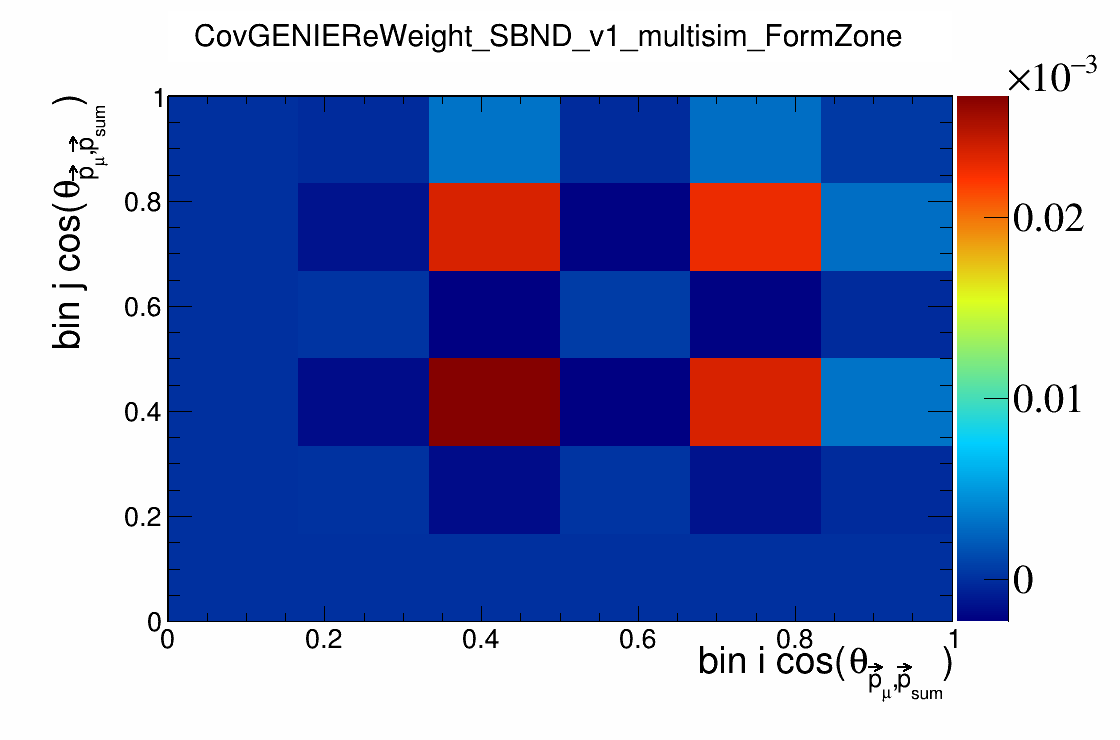 CovGENIEReWeight_SBND_v1_multisim_FormZone
×10⁻³
bin j cos(θ p⃗μ,p⃗sum)
1
0.8
0.6
0.4
0.2
0
0.02
0.01
0
0 0.2 0.4 0.6 0.8 1
bin i cos(θ p⃗μ,p⃗sum)